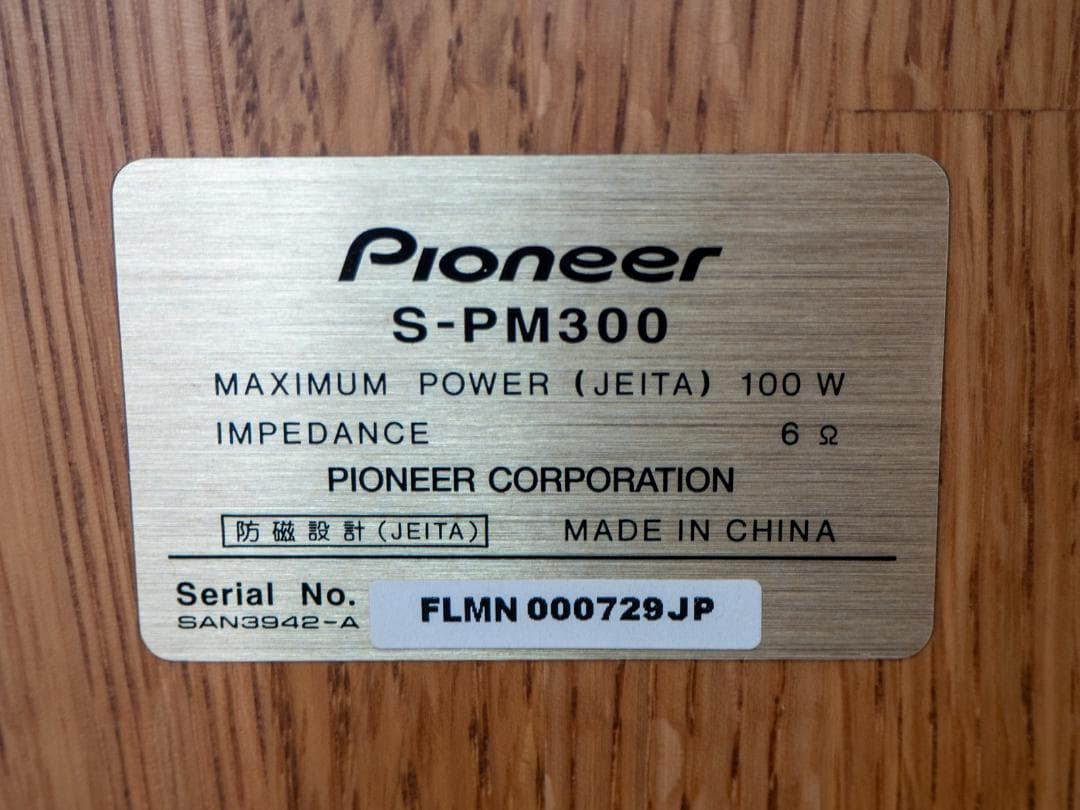 Pioneer
S-PM300
MAXIMUM POWER (JEITA) 100 W
IMPEDANCE 6 Ω
PIONEER CORPORATION
防磁設計(JEITA) MADE IN CHINA
Serial No. FLMN 000729JP
SAN3942-A